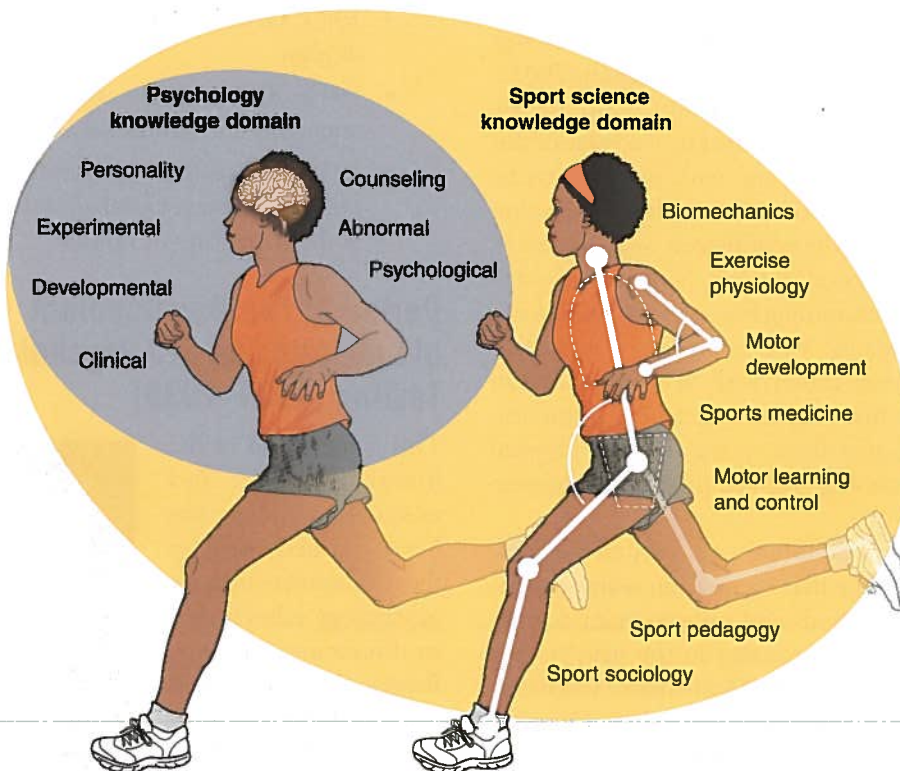 Psychology
knowledge domain
Personality
Counseling
Experimental
Abnormal
Developmental
Psychological
Clinical
Sport science
knowledge domain
Biomechanics
Exercise
physiology
Motor
development
Sports medicine
Motor learning
and control
Sport pedagogy
Sport sociology